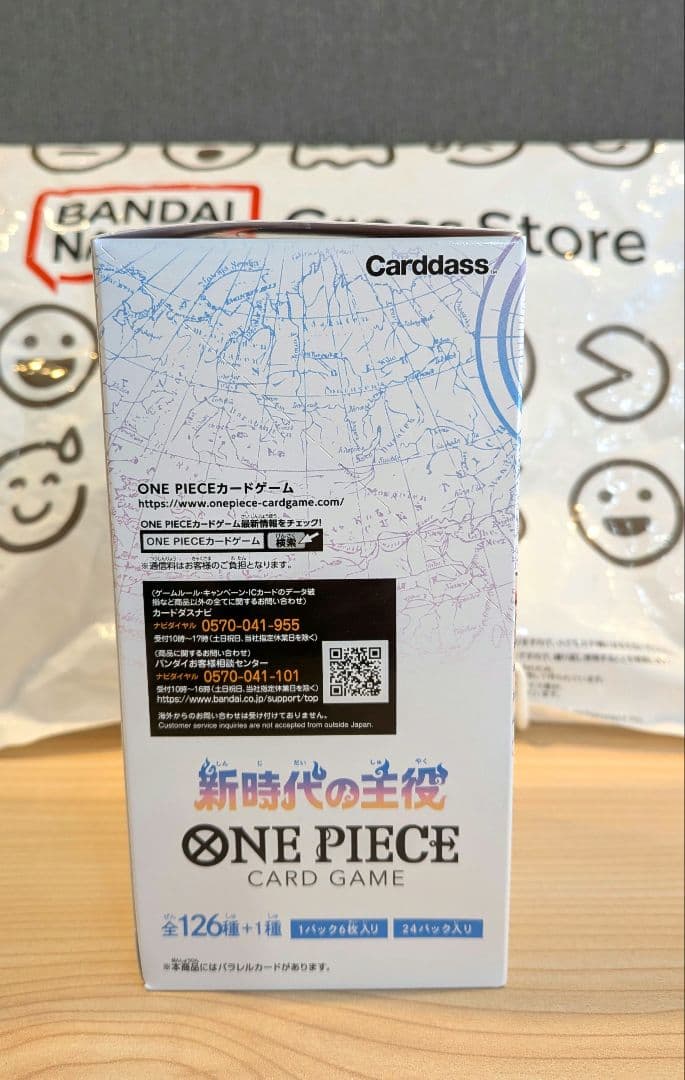 BANDAI
Store
Carddass™
ONE PIECEカードゲーム
https://www.onepiece-cardgame.com/
ONE PIECEカードゲーム最新情報をチェック!
ONE PIECEカードゲーム 検索
※通信料はお客様のご負担となります。
〈ゲームルール・キャンペーン・ICカードのデータ破
損など商品以外の全てに関するお問い合わせ〉
カードダスナビ
ナビダイヤル 0570-041-955
受付10時〜17時(土日祝日、当社指定休業日を除く)
〈商品に関するお問い合わせ〉
バンダイお客様相談センター
ナビダイヤル 0570-041-101
受付10時〜16時(土日祝日、当社指定休業日を除く)
https://www.bandai.co.jp/support/top
海外からのお問い合わせは受け付けておりません。
Customer service inquiries are not accepted from outside Japan.
新時代の主役
ONE PIECE
CARD GAME
全126種+1種 1パック6枚入り 24パック入り
※本商品にはパラレルカードがあります。